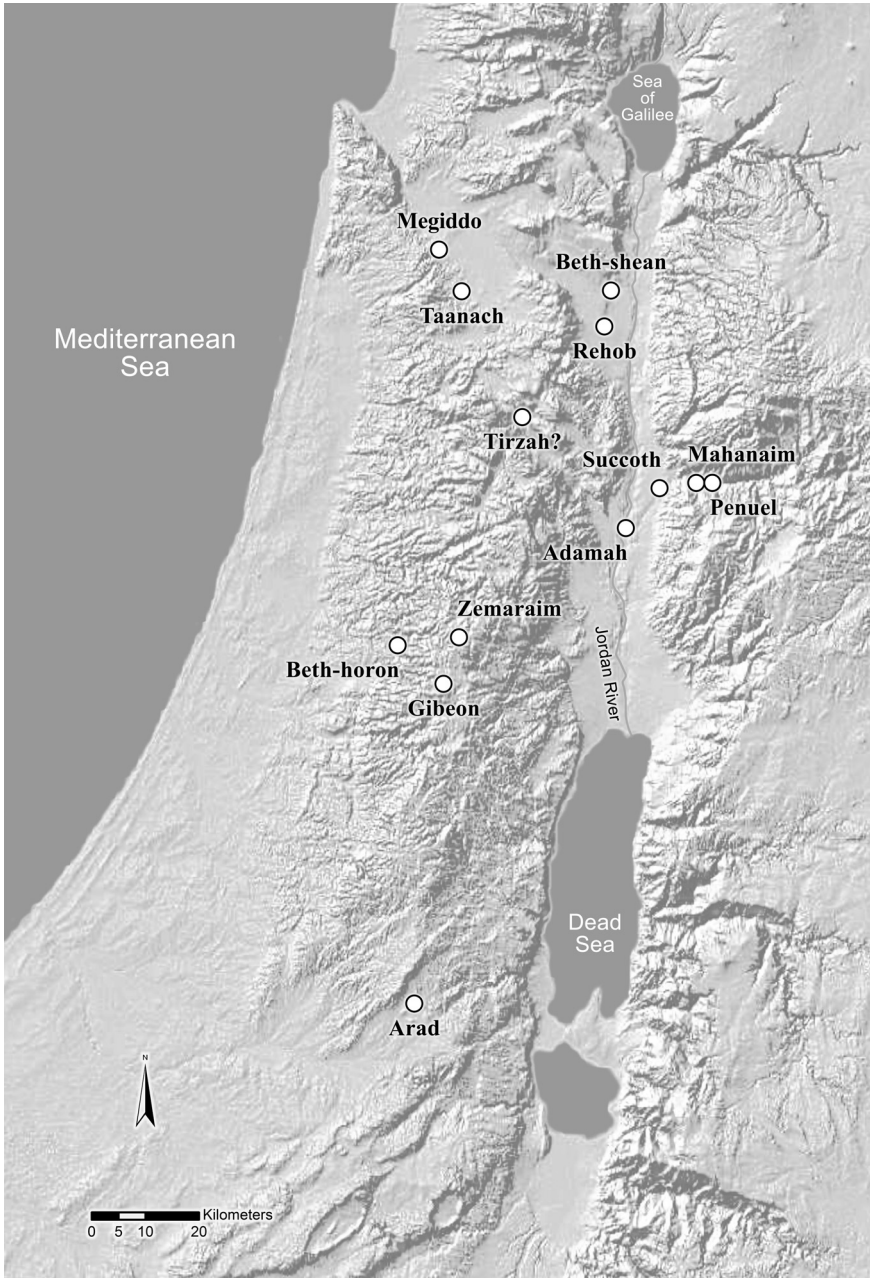 Sea
of
Galilee
Megiddo
Beth-shean
Taanach
Mediterranean
Sea
Rehob
Tirzah?
Succoth
Mahanaim
Penuel
Adamah
Zemaraim
Beth-horon
Jordan River
Gibeon
Dead
Sea
Arad
N
Kilometers
0 5 10 20